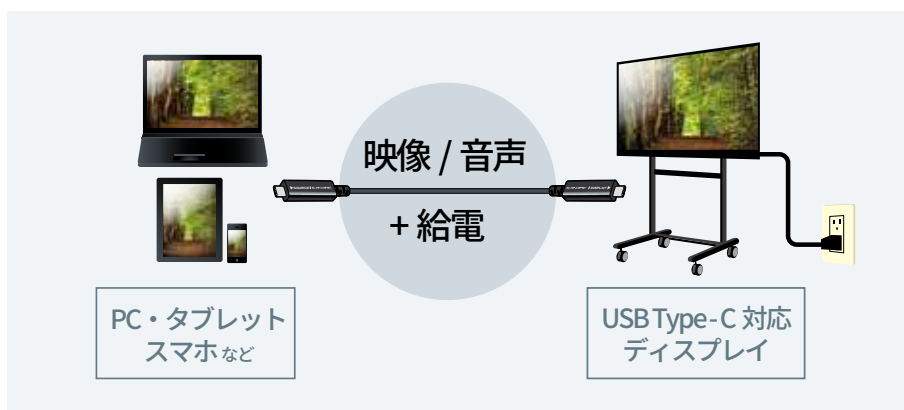 映像 / 音声
+ 給電
PC・タブレット
スマホ など
USB Type-C 対応
ディスプレイ